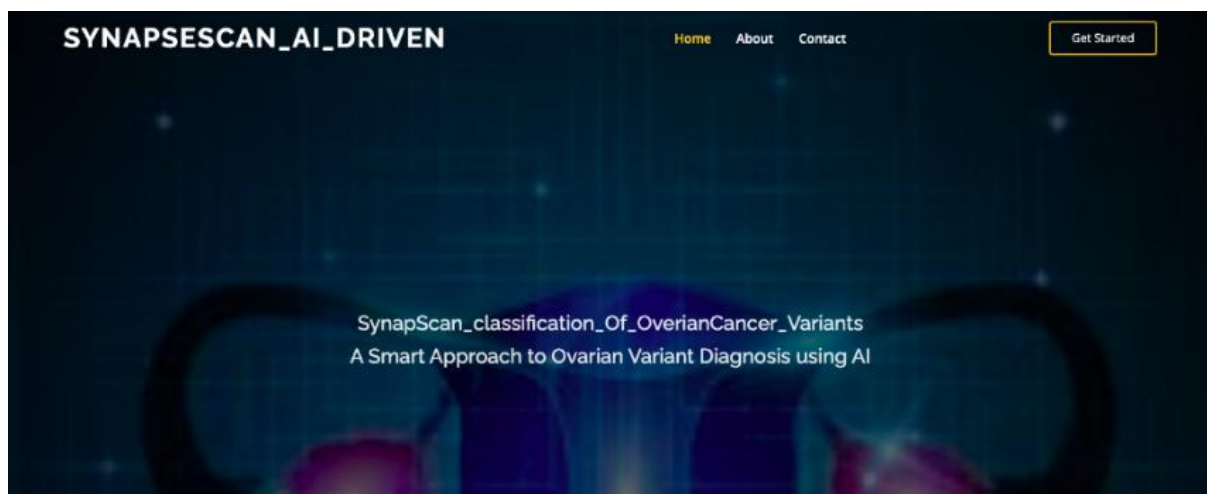 SYNAPSESCAN_AI_DRIVEN
Home About Contact
Get Started
SynapScan_classification_Of_OverianCancer_Variants
A Smart Approach to Ovarian Variant Diagnosis using AI